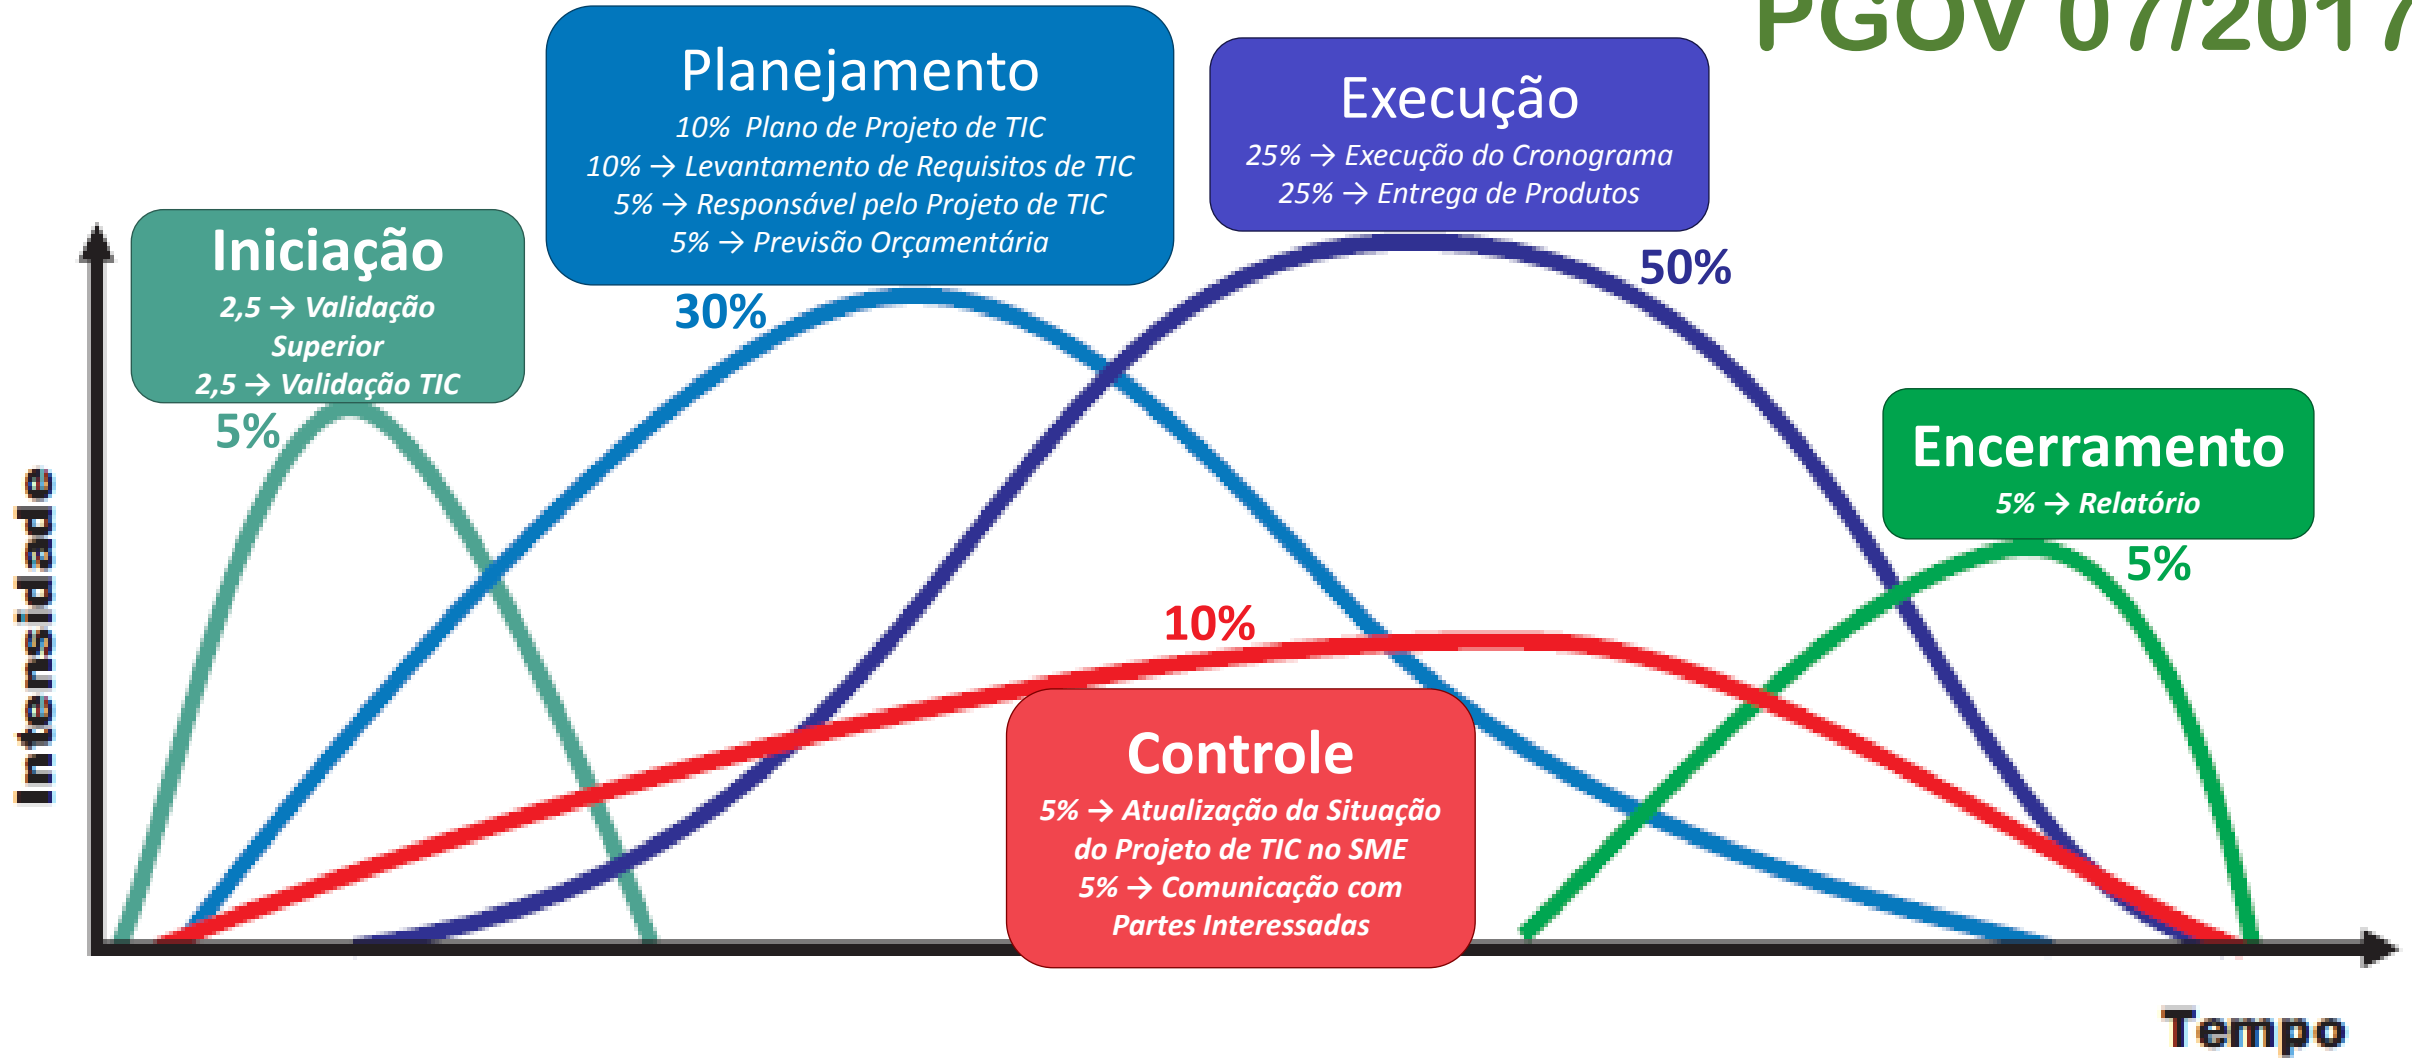 PGOV 07/2017
Planejamento
10% Plano de Projeto de TIC
10% → Levantamento de Requisitos de TIC
5% → Responsável pelo Projeto de TIC
5% → Previsão Orçamentária
30%
Execução
25% → Execução do Cronograma
25% → Entrega de Produtos
50%
Iniciação
2,5 → Validação
Superior
2,5 → Validação TIC
5%
Encerramento
5% → Relatório
5%
10%
Controle
5% → Atualização da Situação
do Projeto de TIC no SME
5% → Comunicação com
Partes Interessadas
Intensidade
Tempo